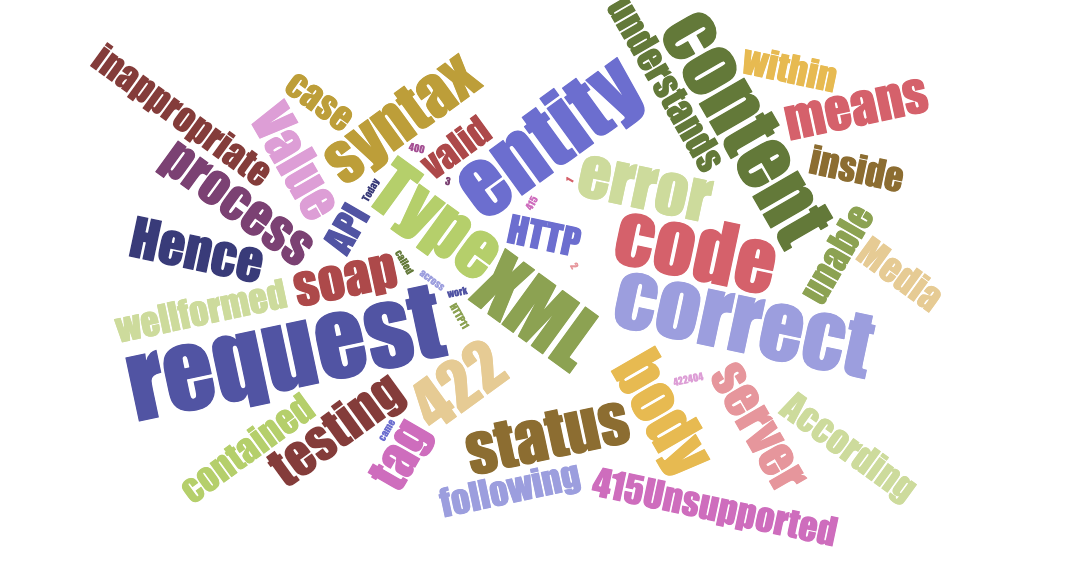 inappropriate
case
syntax
entity
understands
content
within
means
value
process
400
valid
3
Today
Type
API
415
1
error
inside
Hence
HTTP
code
unable
Media
soap
called
across
work
2
XML
correct
wellformed
request
HTTP11
contained
testing
422
came
tag
status
following
body
422404
server
According
415Unsupported